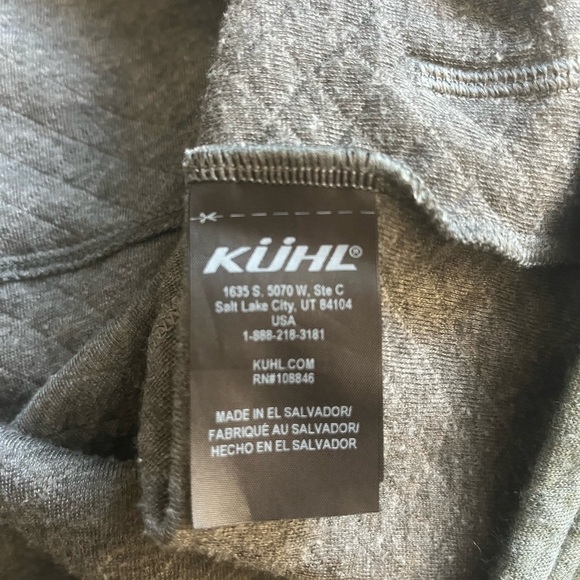 KÜHL®
1635 S. 5070 W, Ste C
Salt Lake City, UT 84104
USA
1-888-218-3181
KUHL.COM
RN#108846
MADE IN EL SALVADOR/
FABRIQUÉ AU SALVADOR/
HECHO EN EL SALVADOR